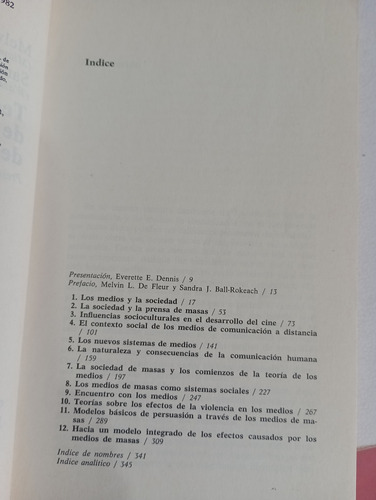 982
Indice
Presentación, Everette E. Dennis / 9
Prefacio, Melvin L. De Fleur y Sandra J. Ball-Rokeach / 13
1. Los medios y la sociedad / 17
2. La sociedad y la prensa de masas / 53
3. Influencias socioculturales en el desarrollo del cine / 73
4. El contexto social de los medios de comunicación a distancia
/ 101
5. Los nuevos sistemas de medios / 141
6. La naturaleza y consecuencias de la comunicación humana
/ 159
7. La sociedad de masas y los comienzos de la teoría de los
medios / 197
8. Los medios de masas como sistemas sociales / 227
9. Encuentro con los medios / 247
10. Teorías sobre los efectos de la violencia en los medios / 267
11. Modelos básicos de persuasión a través de los medios de ma-
sas / 289
12. Hacia un modelo integrado de los efectos causados por los
medios de masas / 309
Indice de nombres / 341
Indice analítico / 345